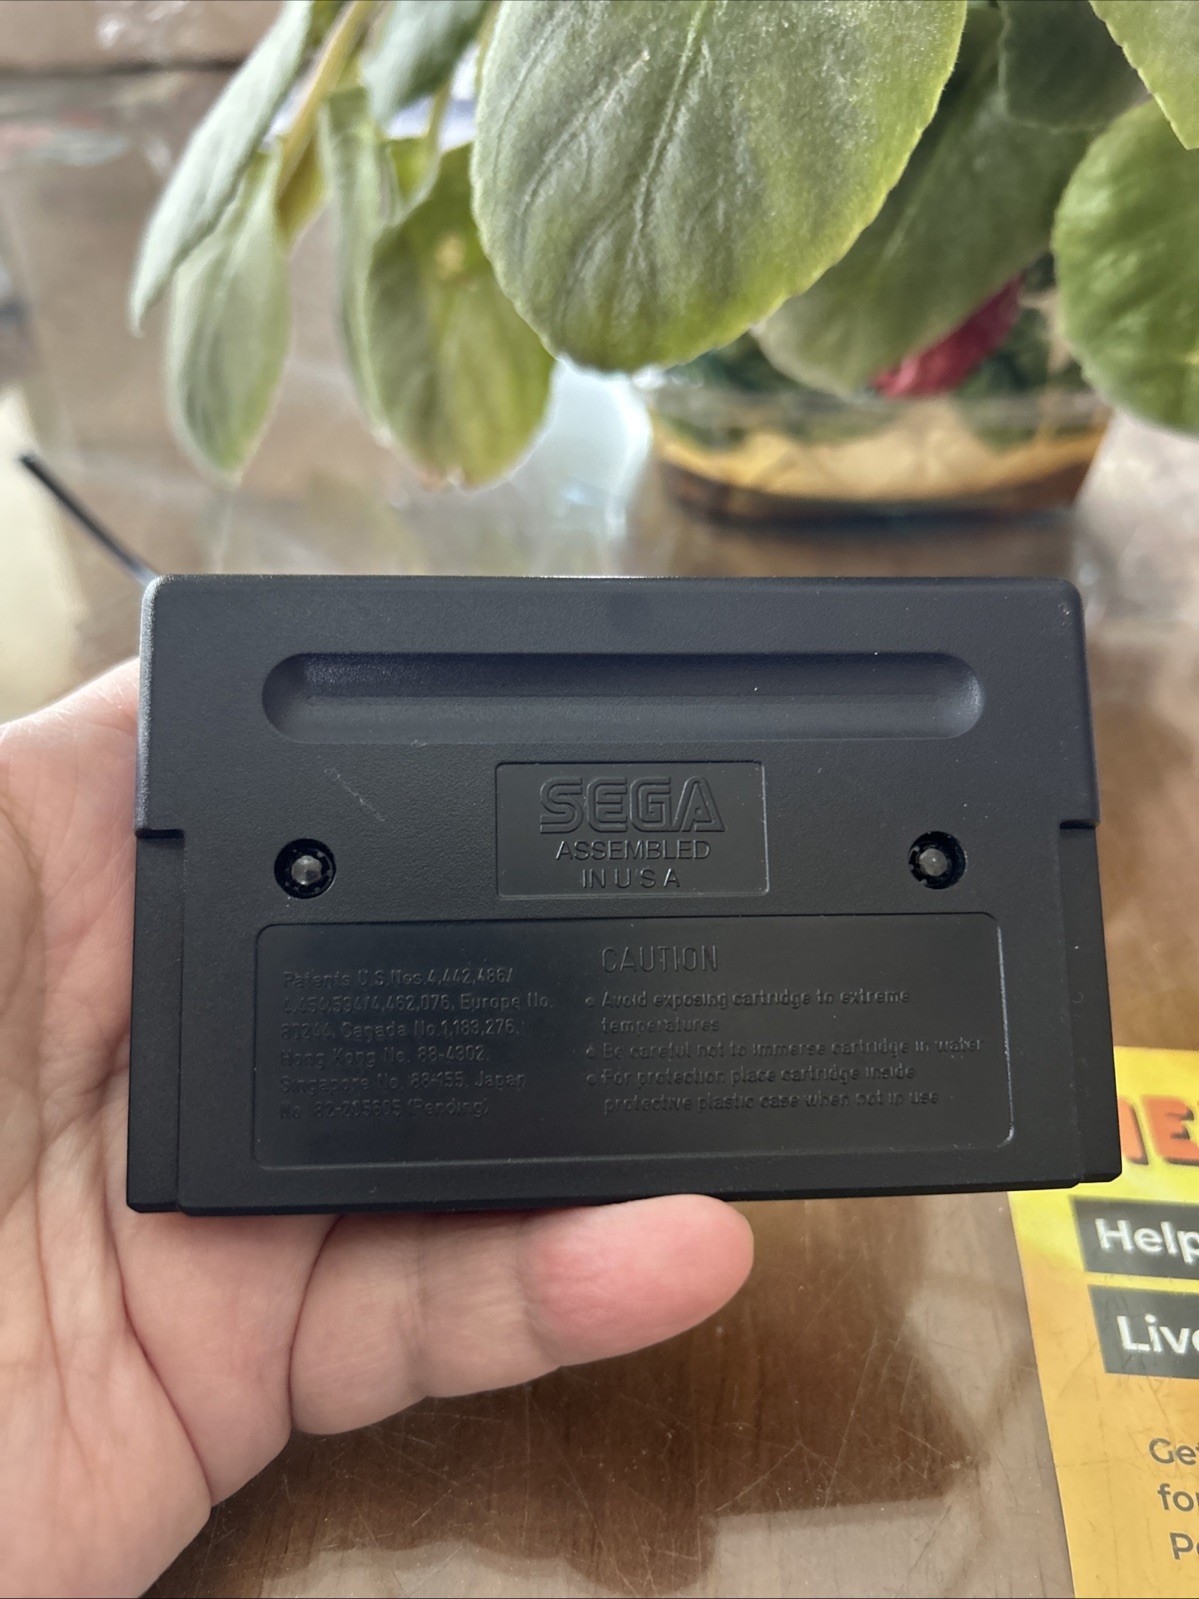 SEGA
ASSEMBLED
IN U S A
Patents U.S.Nos.4,442,486/
4,454,594/4,462,076, Europe No.
80244, Canada No.1,183,276,
Hong Kong No. 88-4302,
Singapore No. 88-155, Japan
No. 82-205605 (Pending)
CAUTION
• Avoid exposing cartridge to extreme
temperatures
• Be careful not to immerse cartridge in water
• For protection place cartridge inside
protective plastic case when not in use
Help
Live
Get
for